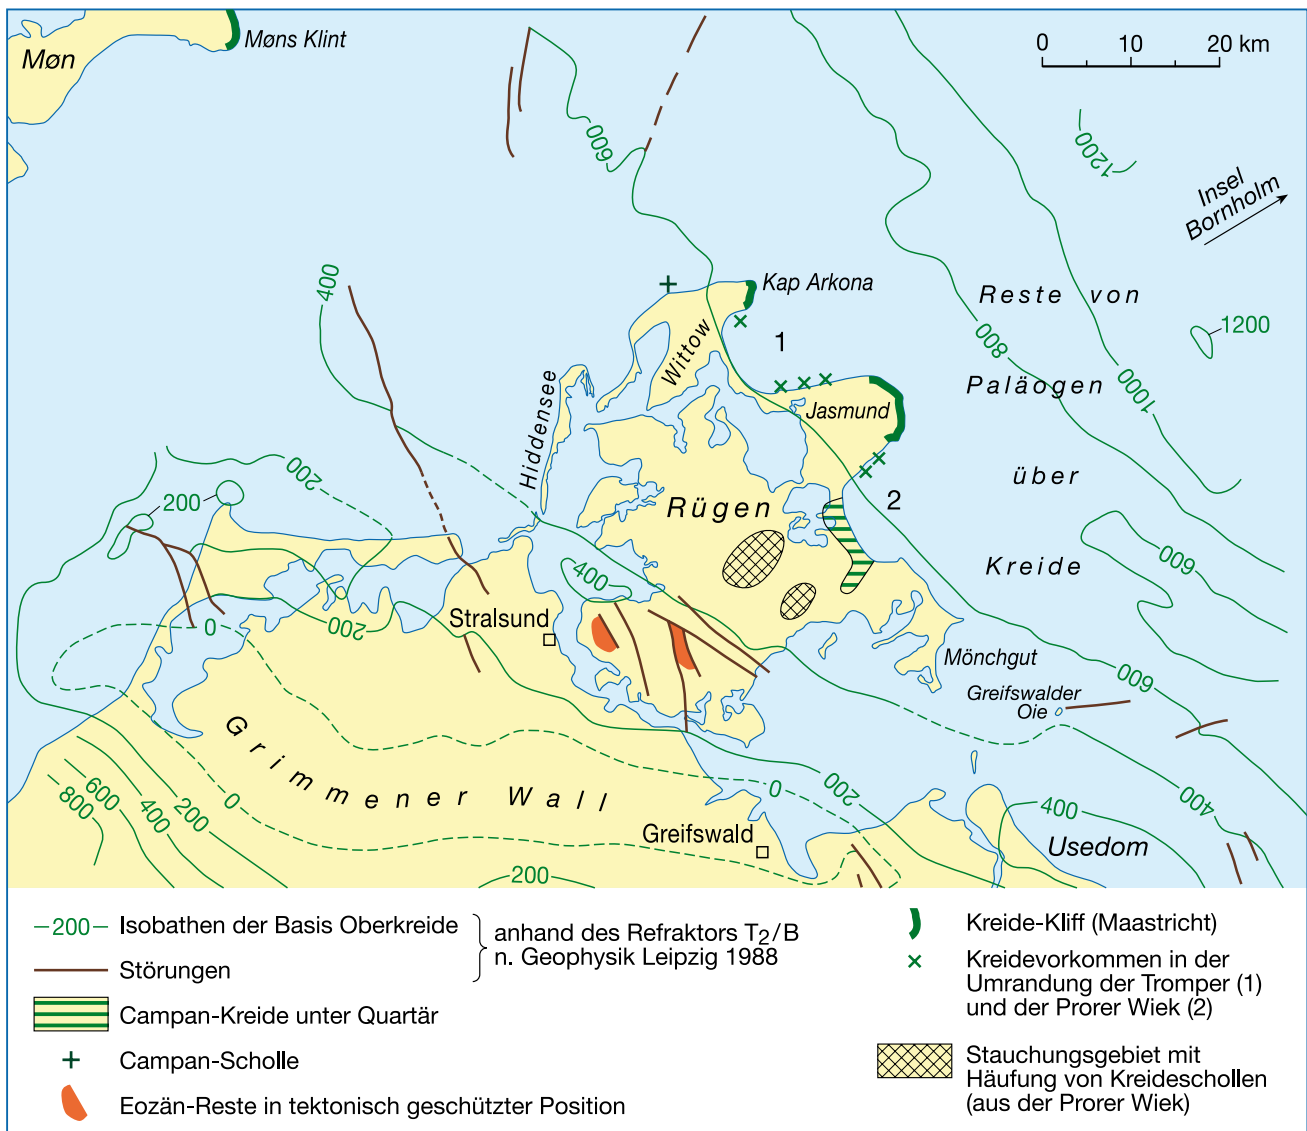 Møn
Møns Klint
0 10 20 km
600
1200
Insel
Bornholm
400
Kap Arkona
Reste von
1200
1
800
Wittow
Paläogen
1000
Hiddensee
Jasmund
200
200
Rügen
2
über
600
400
Kreide
0
200
Stralsund
Mönchgut
600
Greifswalder
Oie
Grimmener Wall
0
0
200
400
800
600
400
200
400
Greifswald
Usedom
200
200 Isobathen der Basis Oberkreide
Störungen
anhand des Refraktors T2/B
n. Geophysik Leipzig 1988
Campan-Kreide unter Quartär
Campan-Scholle
Eozän-Reste in tektonisch geschützter Position
Kreide-Kliff (Maastricht)
Kreidevorkommen in der
Umrandung der Tromper (1)
und der Prorer Wiek (2)
Stauchungsgebiet mit
Häufung von Kreideschollen
(aus der Prorer Wiek)